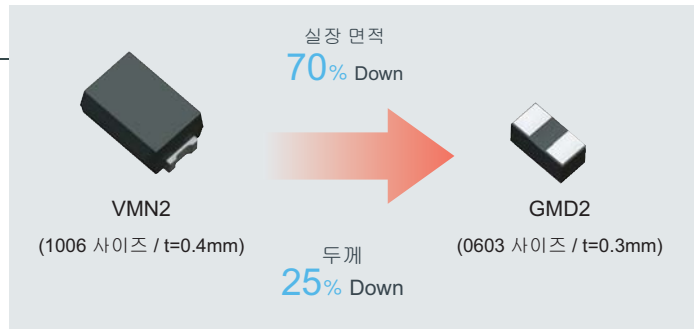 실장 면적
70% Down
VMN2
(1006 사이즈 / t=0.4mm)
GMD2
(0603 사이즈 / t=0.3mm)
두께
25% Down